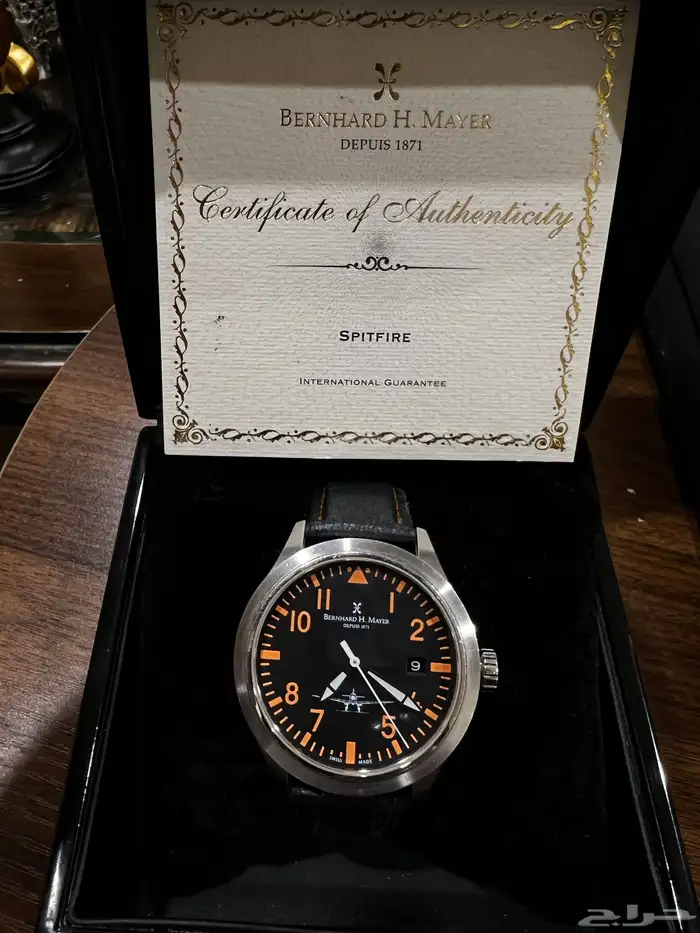 BERNHARD H. MAYER
DEPUIS 1871
Certificate of Authenticity
SPITFIRE
INTERNATIONAL GUARANTEE
11 1
10 2
BERNHARD H. MAYER
DEPUIS 1871
9
8
7 5
SWISS MADE
حراج